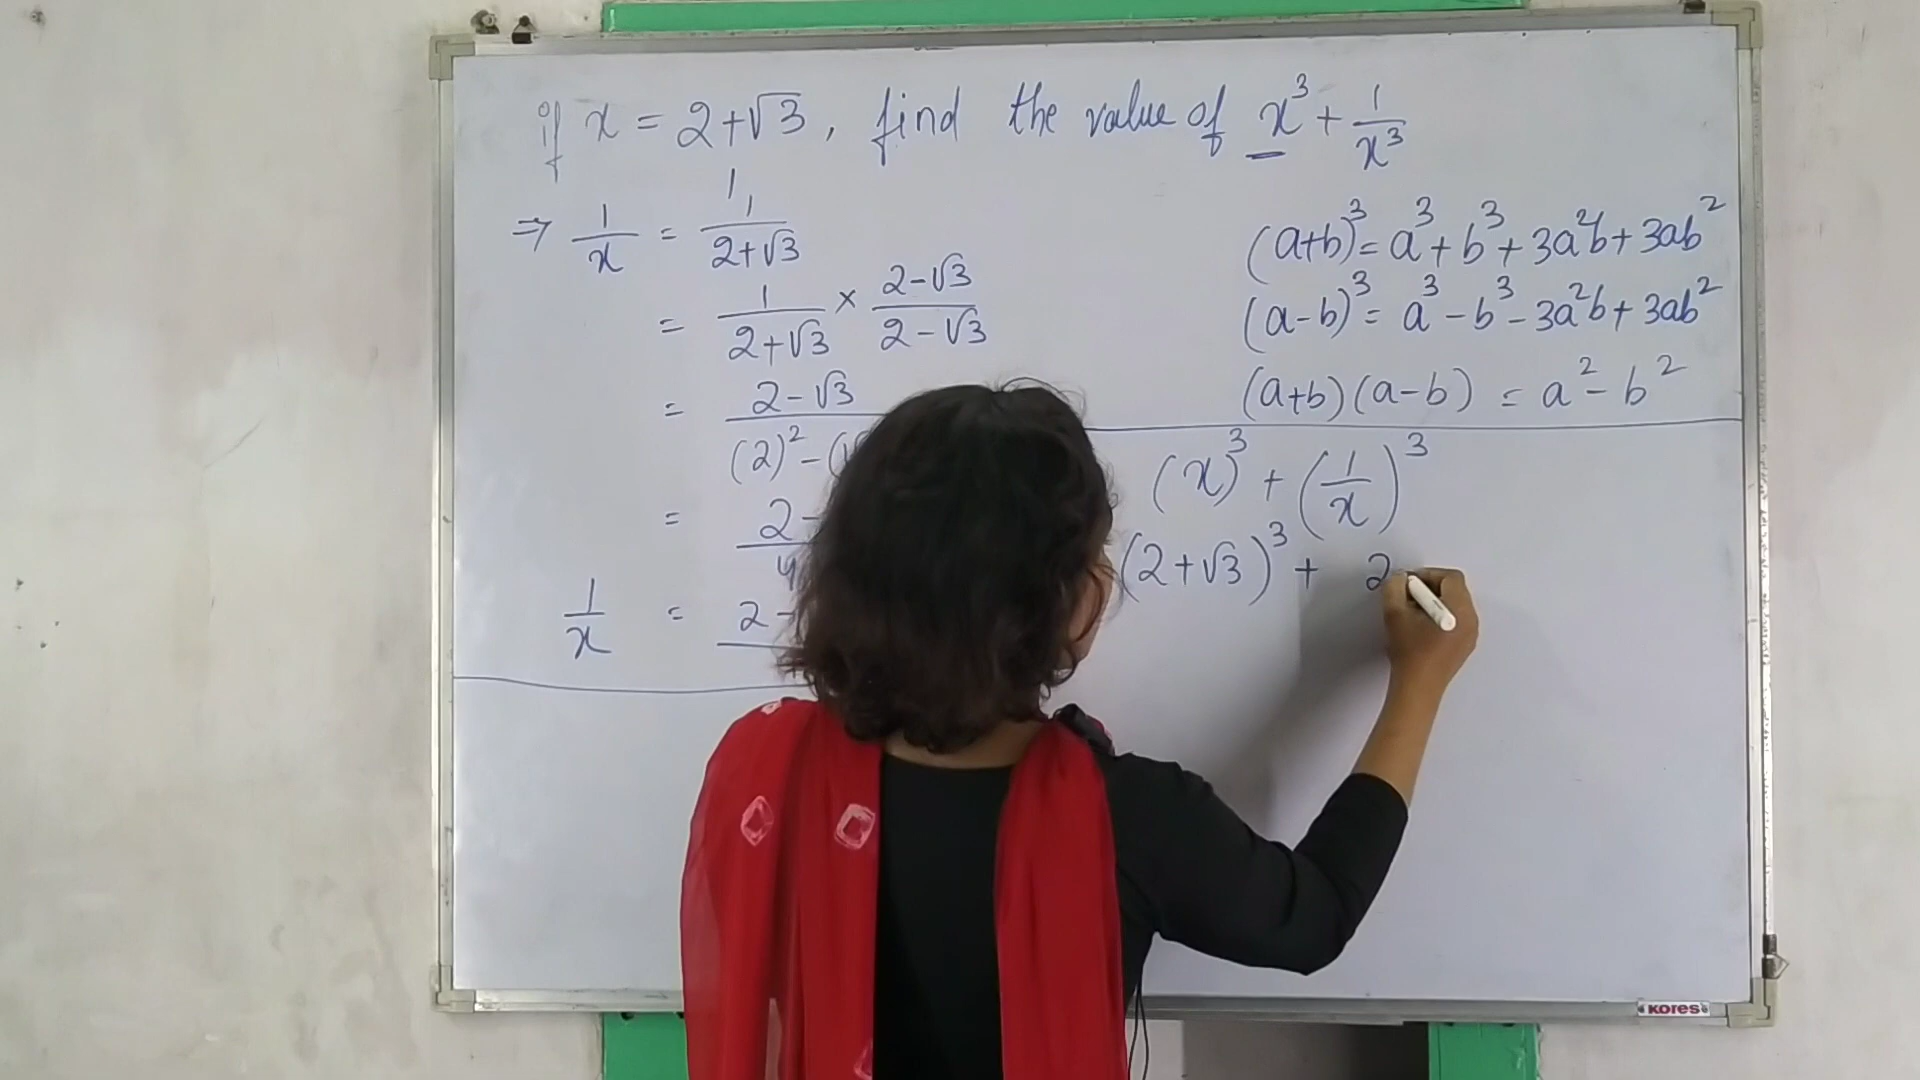 if x = 2+√3, find the value of x³ + 1/x³
⇒ 1/x = 1/(2+√3)
= 1/(2+√3) × (2-√3)/(2-√3)
= (2-√3)/((2)² - (
= 2-/4
1/x = 2-
(a+b)³ = a³ + b³ + 3a²b + 3ab²
(a-b)³ = a³ - b³ - 3a²b + 3ab²
(a+b)(a-b) = a² - b²
(x)³ + (1/x)³
(2+√3)³ + 2
Kores